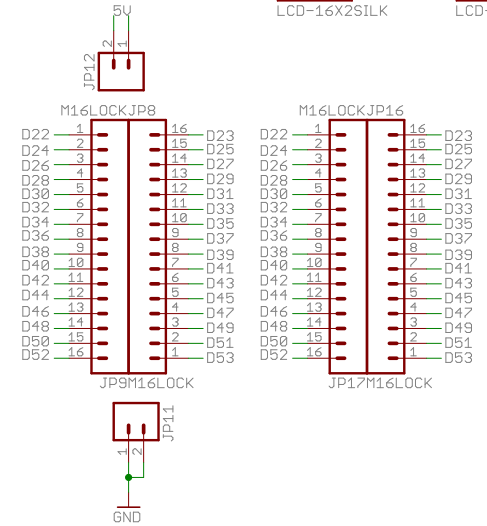 5V
LCD-16X2SILK
LCD-
2 1
JP12
M16LOCKJP8
M16LOCKJP16
D22 1 16 D23
D24 2 15 D25
D26 3 14 D27
D28 4 13 D29
D30 5 12 D31
D32 6 11 D33
D34 7 10 D35
D36 8 9 D37
D38 9 8 D39
D40 10 7 D41
D42 11 6 D43
D44 12 5 D45
D46 13 4 D47
D48 14 3 D49
D50 15 2 D51
D52 16 1 D53
D22 1 16 D23
D24 2 15 D25
D26 3 14 D27
D28 4 13 D29
D30 5 12 D31
D32 6 11 D33
D34 7 10 D35
D36 8 9 D37
D38 9 8 D39
D40 10 7 D41
D42 11 6 D43
D44 12 5 D45
D46 13 4 D47
D48 14 3 D49
D50 15 2 D51
D52 16 1 D53
JP9M16LOCK
JP17M16LOCK
JP11
1 2
GND